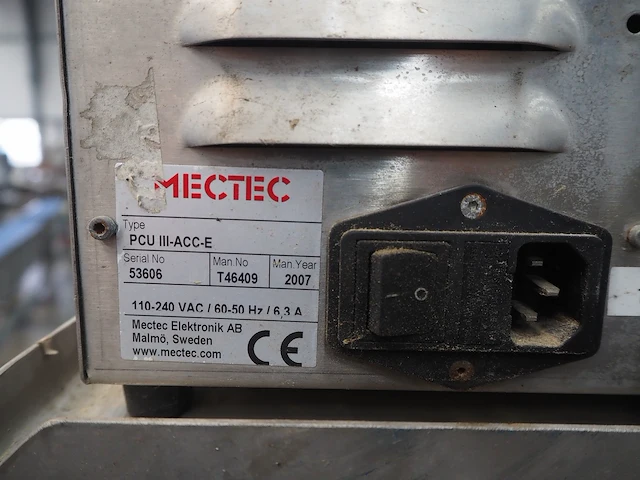 MECTEC
Type
PCU III-ACC-E
Serial No Man No Man Year
53606 T46409 2007
110-240 VAC / 60-50 Hz / 6,3 A
Mectec Elektronik AB
Malmö, Sweden
www.mectec.com
CE